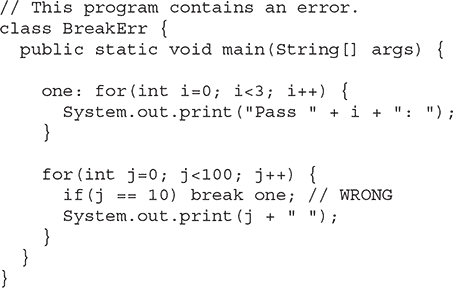 // This program contains an error.
class BreakErr {
  public static void main(String[] args) {

    one: for(int i=0; i<3; i++) {
      System.out.print("Pass " + i + ": ");
    }

    for(int j=0; j<100; j++) {
      if(j == 10) break one; // WRONG
      System.out.print(j + " ");
    }
  }
}